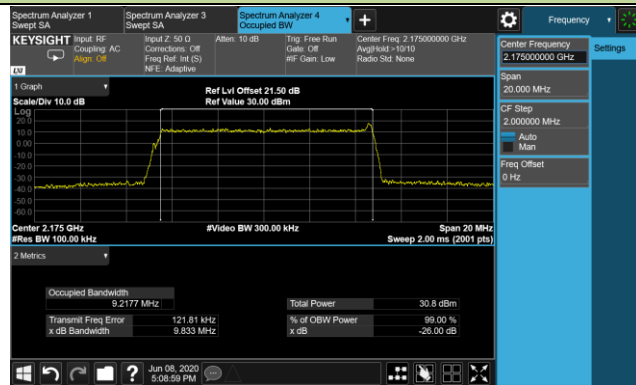 Spectrum Analyzer 1
Swept SA
Spectrum Analyzer 3
Swept SA
Spectrum Analyzer 4
Occupied BW
Frequency
KEYSIGHT
Input: RF
Coupling: AC
Align: Off
Input Z: 50 Ω
Corrections: Off
Freq Ref: Int (S)
NFE: Adaptive
Atten: 10 dB
Trig: Free Run
Gate: Off
#IF Gain: Low
Center Freq: 2.175000000 GHz
Avg|Hold:>10/10
Radio Std: None
LXI
Center Frequency
2.175000000 GHz
Settings
Span
20.000 MHz
CF Step
2.000000 MHz
Auto
Man
Freq Offset
0 Hz
1 Graph
Scale/Div 10.0 dB
Ref Lvl Offset 21.50 dB
Ref Value 30.00 dBm
Log
20.0
10.0
0.00
-10.0
-20.0
-30.0
-40.0
-50.0
-60.0
Center 2.175 GHz
#Res BW 100.00 kHz
#Video BW 300.00 kHz
Span 20 MHz
Sweep 2.00 ms (2001 pts)
2 Metrics
Occupied Bandwidth
9.2177 MHz
Total Power 30.8 dBm
Transmit Freq Error 121.81 kHz
% of OBW Power 99.00 %
x dB Bandwidth 9.833 MHz
x dB -26.00 dB
?
Jun 08, 2020
5:08:59 PM